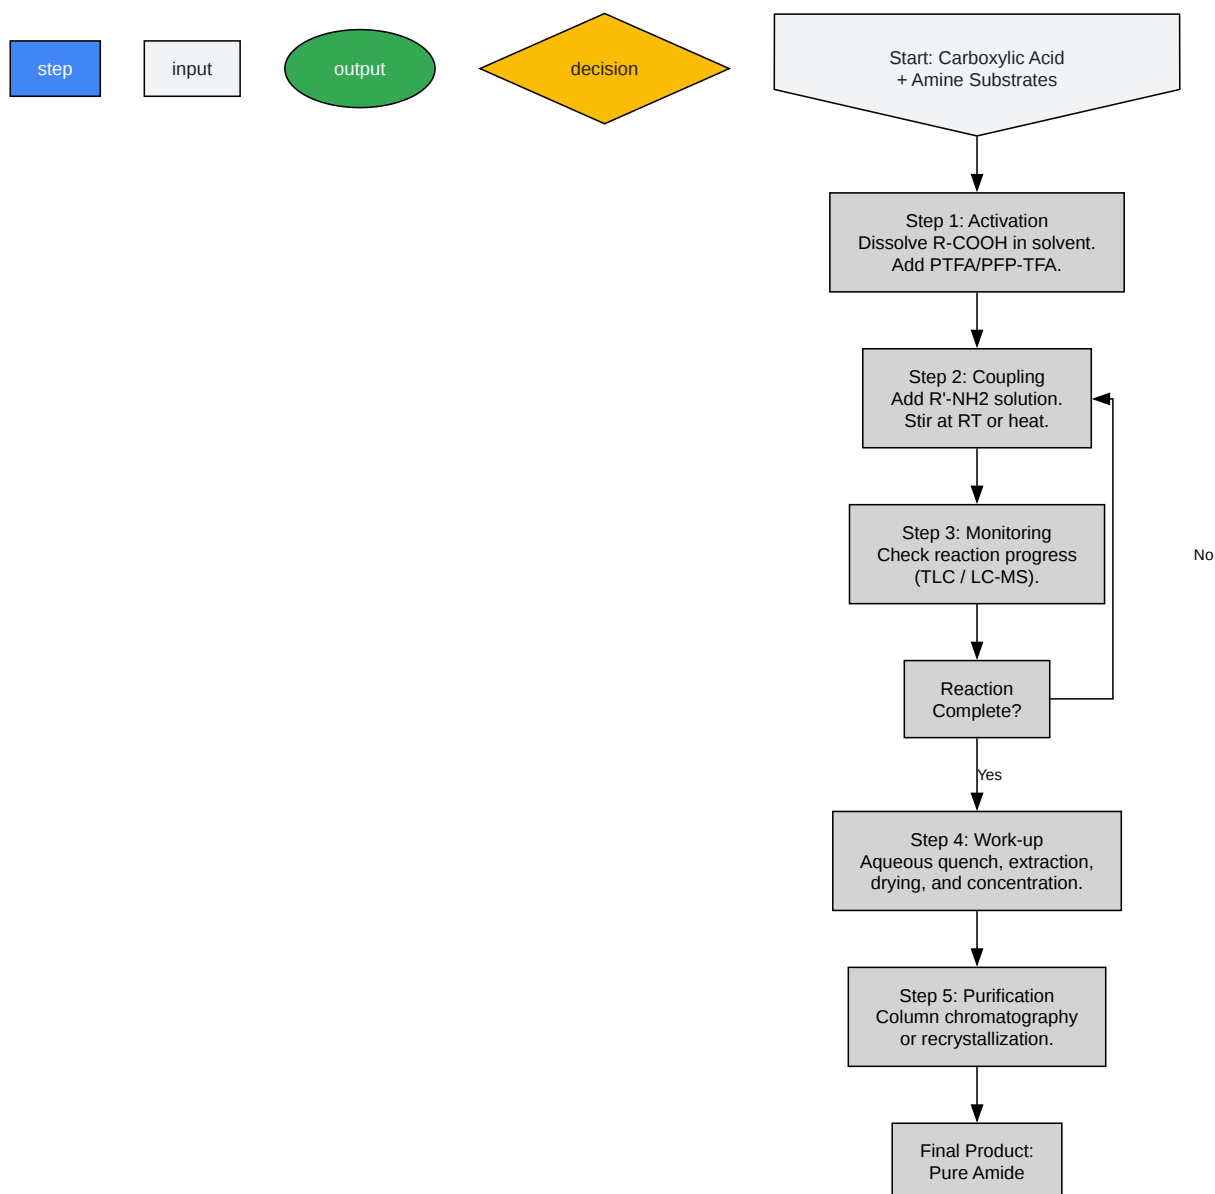 step
input
output
decision
Start: Carboxylic Acid
+ Amine Substrates
Step 1: Activation
Dissolve R-COOH in solvent.
Add PTFA/PFP-TFA.
Step 2: Coupling
Add R'-NH2 solution.
Stir at RT or heat.
Step 3: Monitoring
Check reaction progress
(TLC / LC-MS).
No
Reaction
Complete?
Yes
Step 4: Work-up
Aqueous quench, extraction,
drying, and concentration.
Step 5: Purification
Column chromatography
or recrystallization.
Final Product:
Pure Amide